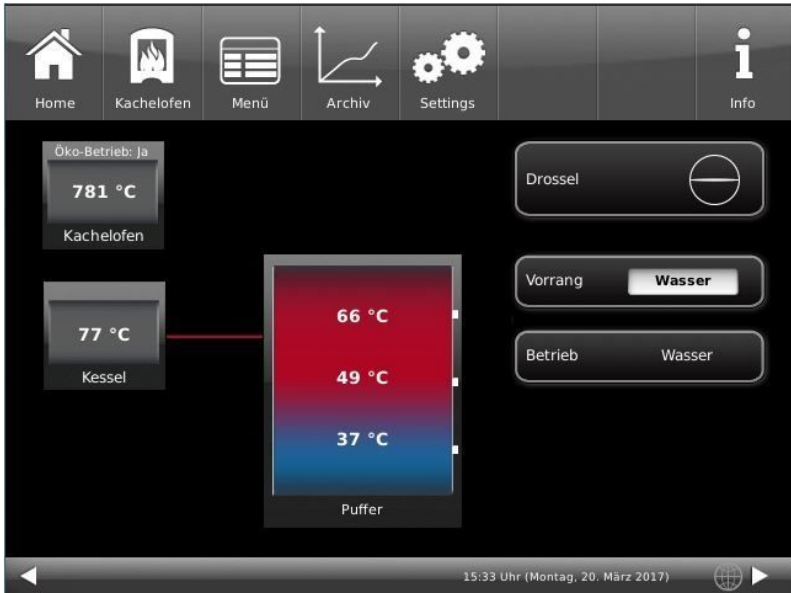 Home
Kachelofen
Menü
Archiv
Settings
Info
Öko-Betrieb: Ja
781 °C
Kachelofen
Drossel
Vorrang
Wasser
66 °C
77 °C
Kessel
49 °C
Betrieb
Wasser
37 °C
Puffer
15:33 Uhr (Montag, 20. März 2017)